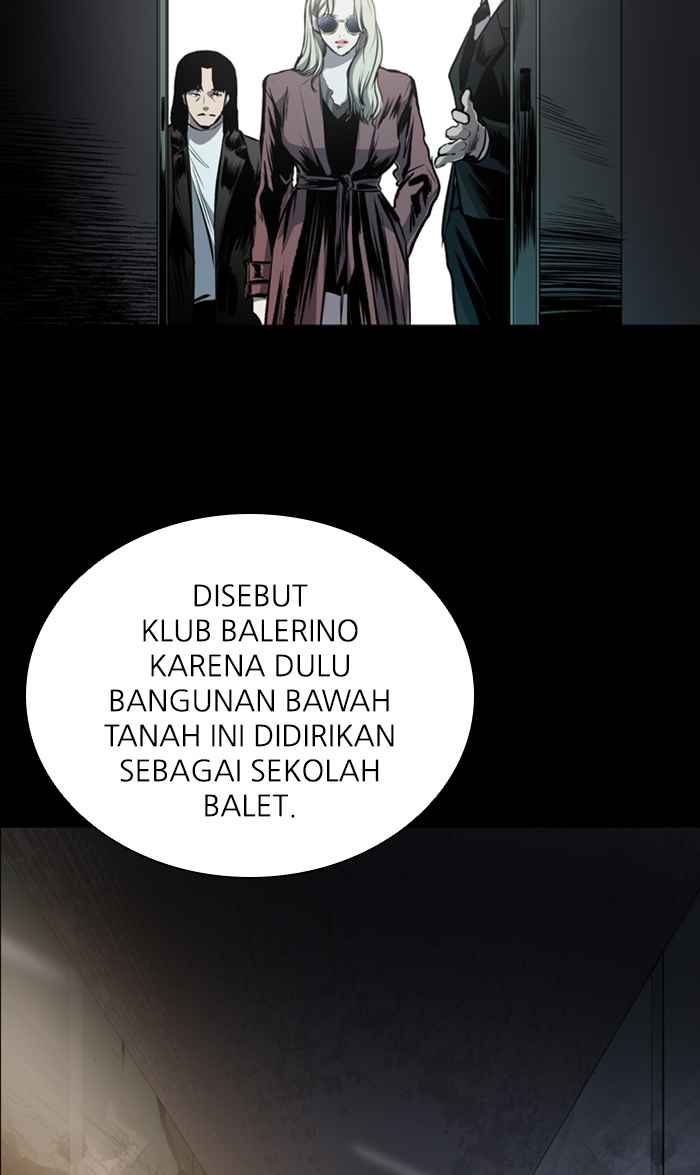 DISEBUT
KLUB BALERINO
KARENA DULU
BANGUNAN BAWAH
TANAH INI DIDIRIKAN
SEBAGAI SEKOLAH
BALET.